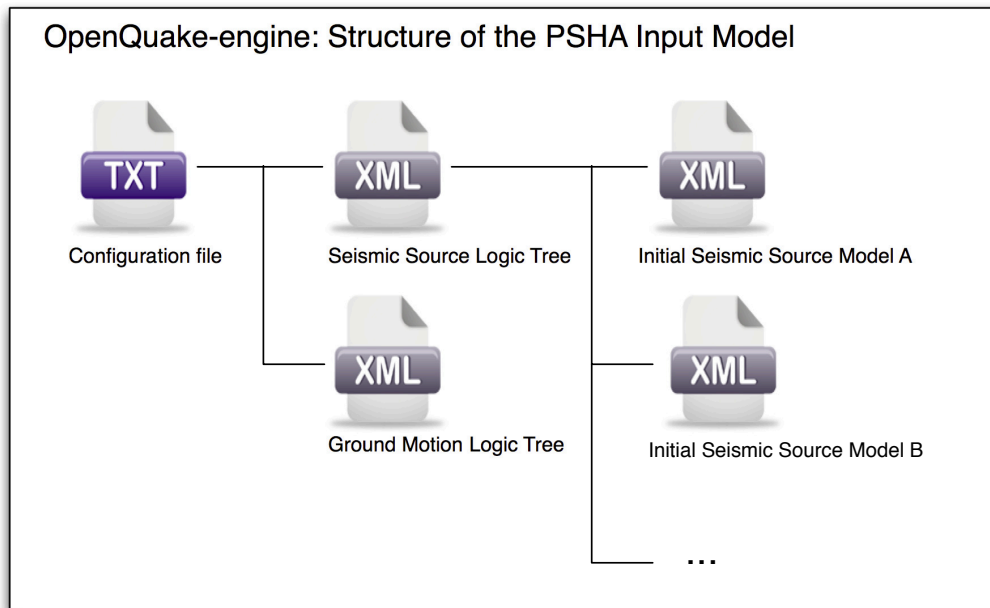 OpenQuake-engine: Structure of the PSHA Input Model
TXT
XML
XML
Configuration file
Seismic Source Logic Tree
Initial Seismic Source Model A
XML
XML
Ground Motion Logic Tree
Initial Seismic Source Model B
...